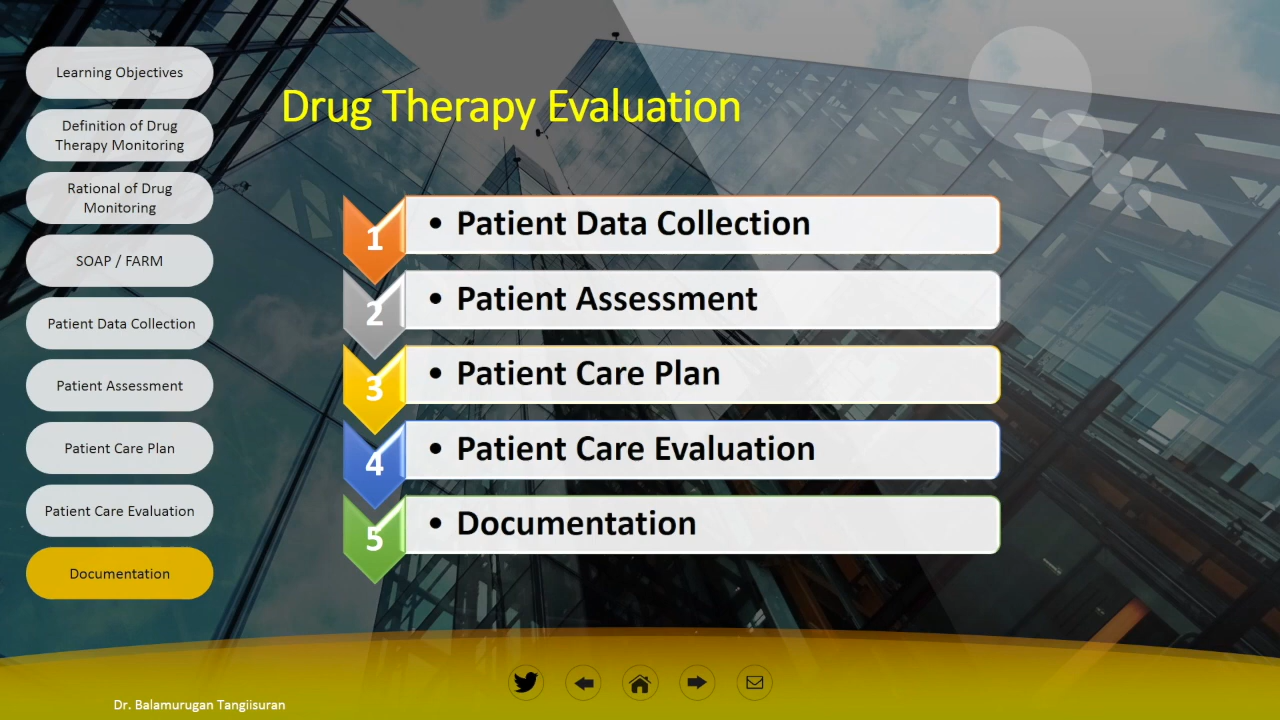 Learning Objectives
Definition of Drug
Therapy Monitoring
Rational of Drug
Monitoring
SOAP / FARM
Patient Data Collection
Patient Assessment
Patient Care Plan
Patient Care Evaluation
Documentation
Drug Therapy Evaluation
1 • Patient Data Collection
2 • Patient Assessment
3 • Patient Care Plan
4 • Patient Care Evaluation
5 • Documentation
Dr. Balamurugan Tangiisuran